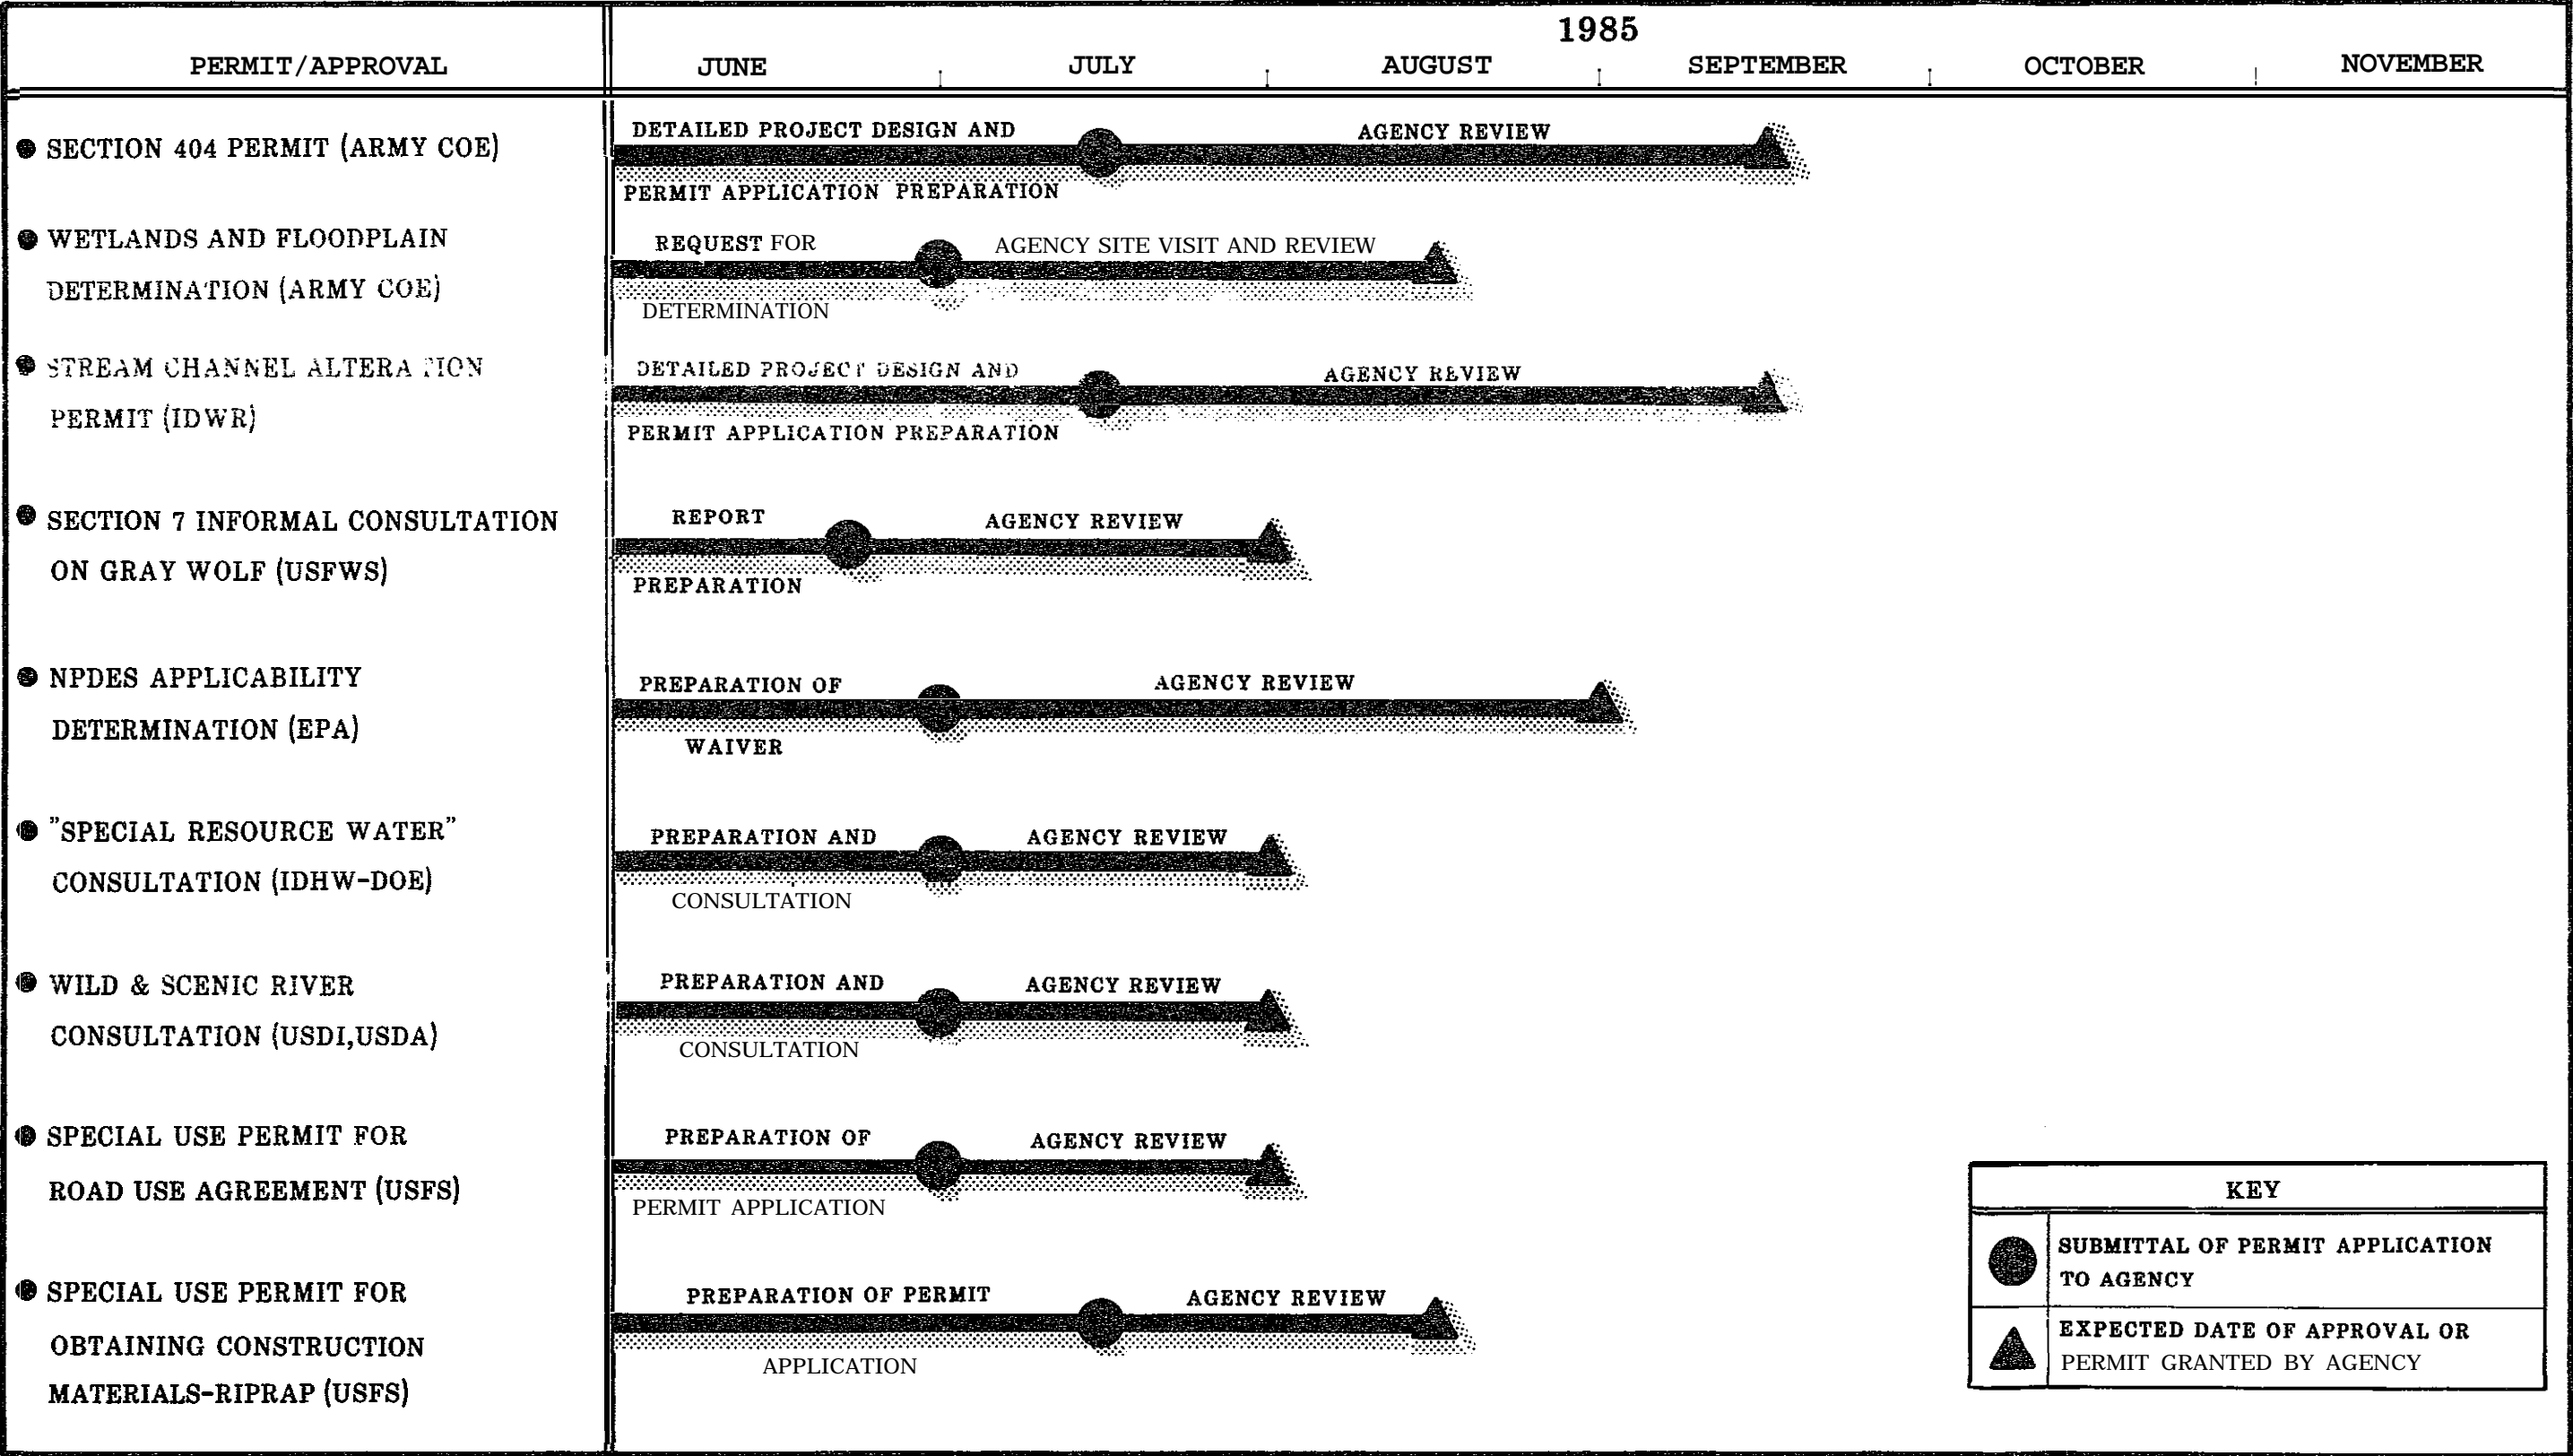 1985
PERMIT/APPROVAL JUNE JULY AUGUST SEPTEMBER OCTOBER NOVEMBER
● SECTION 404 PERMIT (ARMY COE)
DETAILED PROJECT DESIGN AND AGENCY REVIEW
PERMIT APPLICATION PREPARATION
● WETLANDS AND FLOODPLAIN
DETERMINATION (ARMY COE)
REQUEST FOR AGENCY SITE VISIT AND REVIEW
DETERMINATION
● STREAM CHANNEL ALTERATION
PERMIT (IDWR)
DETAILED PROJECT DESIGN AND AGENCY REVIEW
PERMIT APPLICATION PREPARATION
● SECTION 7 INFORMAL CONSULTATION
ON GRAY WOLF (USFWS)
REPORT AGENCY REVIEW
PREPARATION
● NPDES APPLICABILITY
DETERMINATION (EPA)
PREPARATION OF AGENCY REVIEW
WAIVER
● "SPECIAL RESOURCE WATER"
CONSULTATION (IDHW-DOE)
PREPARATION AND AGENCY REVIEW
CONSULTATION
● WILD & SCENIC RIVER
CONSULTATION (USDI,USDA)
PREPARATION AND AGENCY REVIEW
CONSULTATION
● SPECIAL USE PERMIT FOR
ROAD USE AGREEMENT (USFS)
PREPARATION OF AGENCY REVIEW
PERMIT APPLICATION
● SPECIAL USE PERMIT FOR
OBTAINING CONSTRUCTION
MATERIALS-RIPRAP (USFS)
PREPARATION OF PERMIT AGENCY REVIEW
APPLICATION
KEY
SUBMITTAL OF PERMIT APPLICATION
TO AGENCY
EXPECTED DATE OF APPROVAL OR
PERMIT GRANTED BY AGENCY